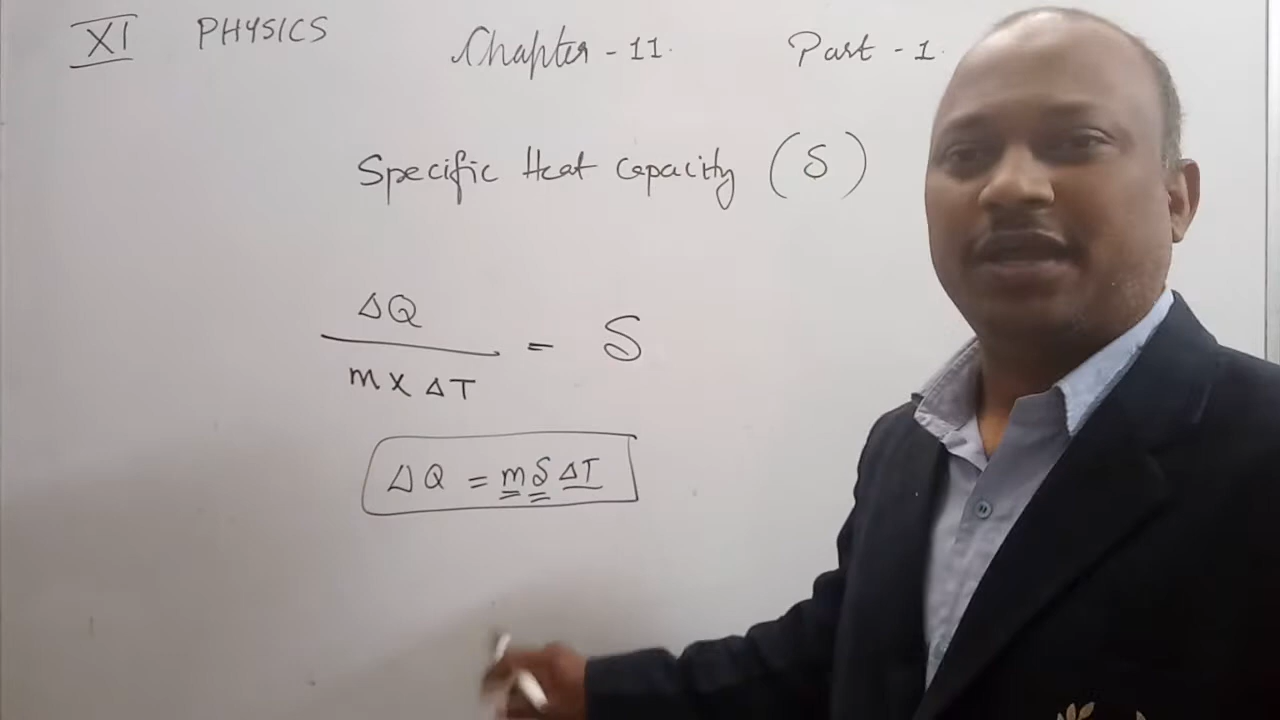 XI PHYSICS Chapter - 11. Part - 1.
Specific Heat Capacity (S)
ΔQ
m x ΔT
= S
ΔQ = mSΔT